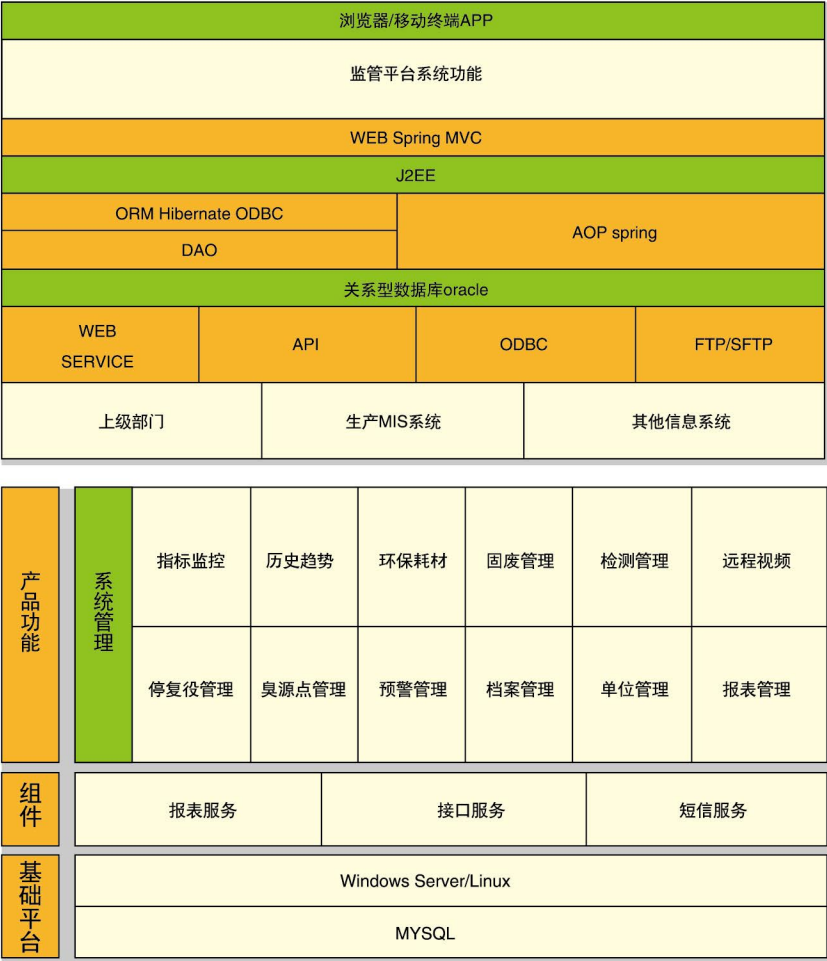 浏览器/移动终端APP
监管平台系统功能
WEB Spring MVC
J2EE
ORM Hibernate ODBC
DAO
AOP spring
关系型数据库oracle
WEB
SERVICE
API
ODBC
FTP/SFTP
上级部门
生产MIS系统
其他信息系统
产品功能
系统管理
指标监控
历史趋势
环保耗材
固废管理
检测管理
远程视频
停复役管理
臭源点管理
预警管理
档案管理
单位管理
报表管理
组件
报表服务
接口服务
短信服务
基础平台
Windows Server/Linux
MYSQL